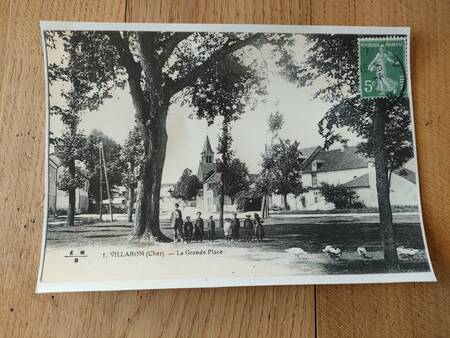 REPUBLIQUE FRANÇAISE
5c
E M
B
1. VILLABON (Cher) — La Grande Place